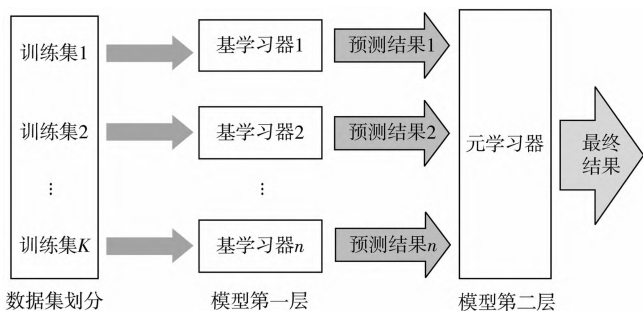 训练集1
基学习器1
预测结果1
训练集2
基学习器2
预测结果2
元学习器
最终
结果
⋮
⋮
训练集K
基学习器n
预测结果n
数据集划分
模型第一层
模型第二层